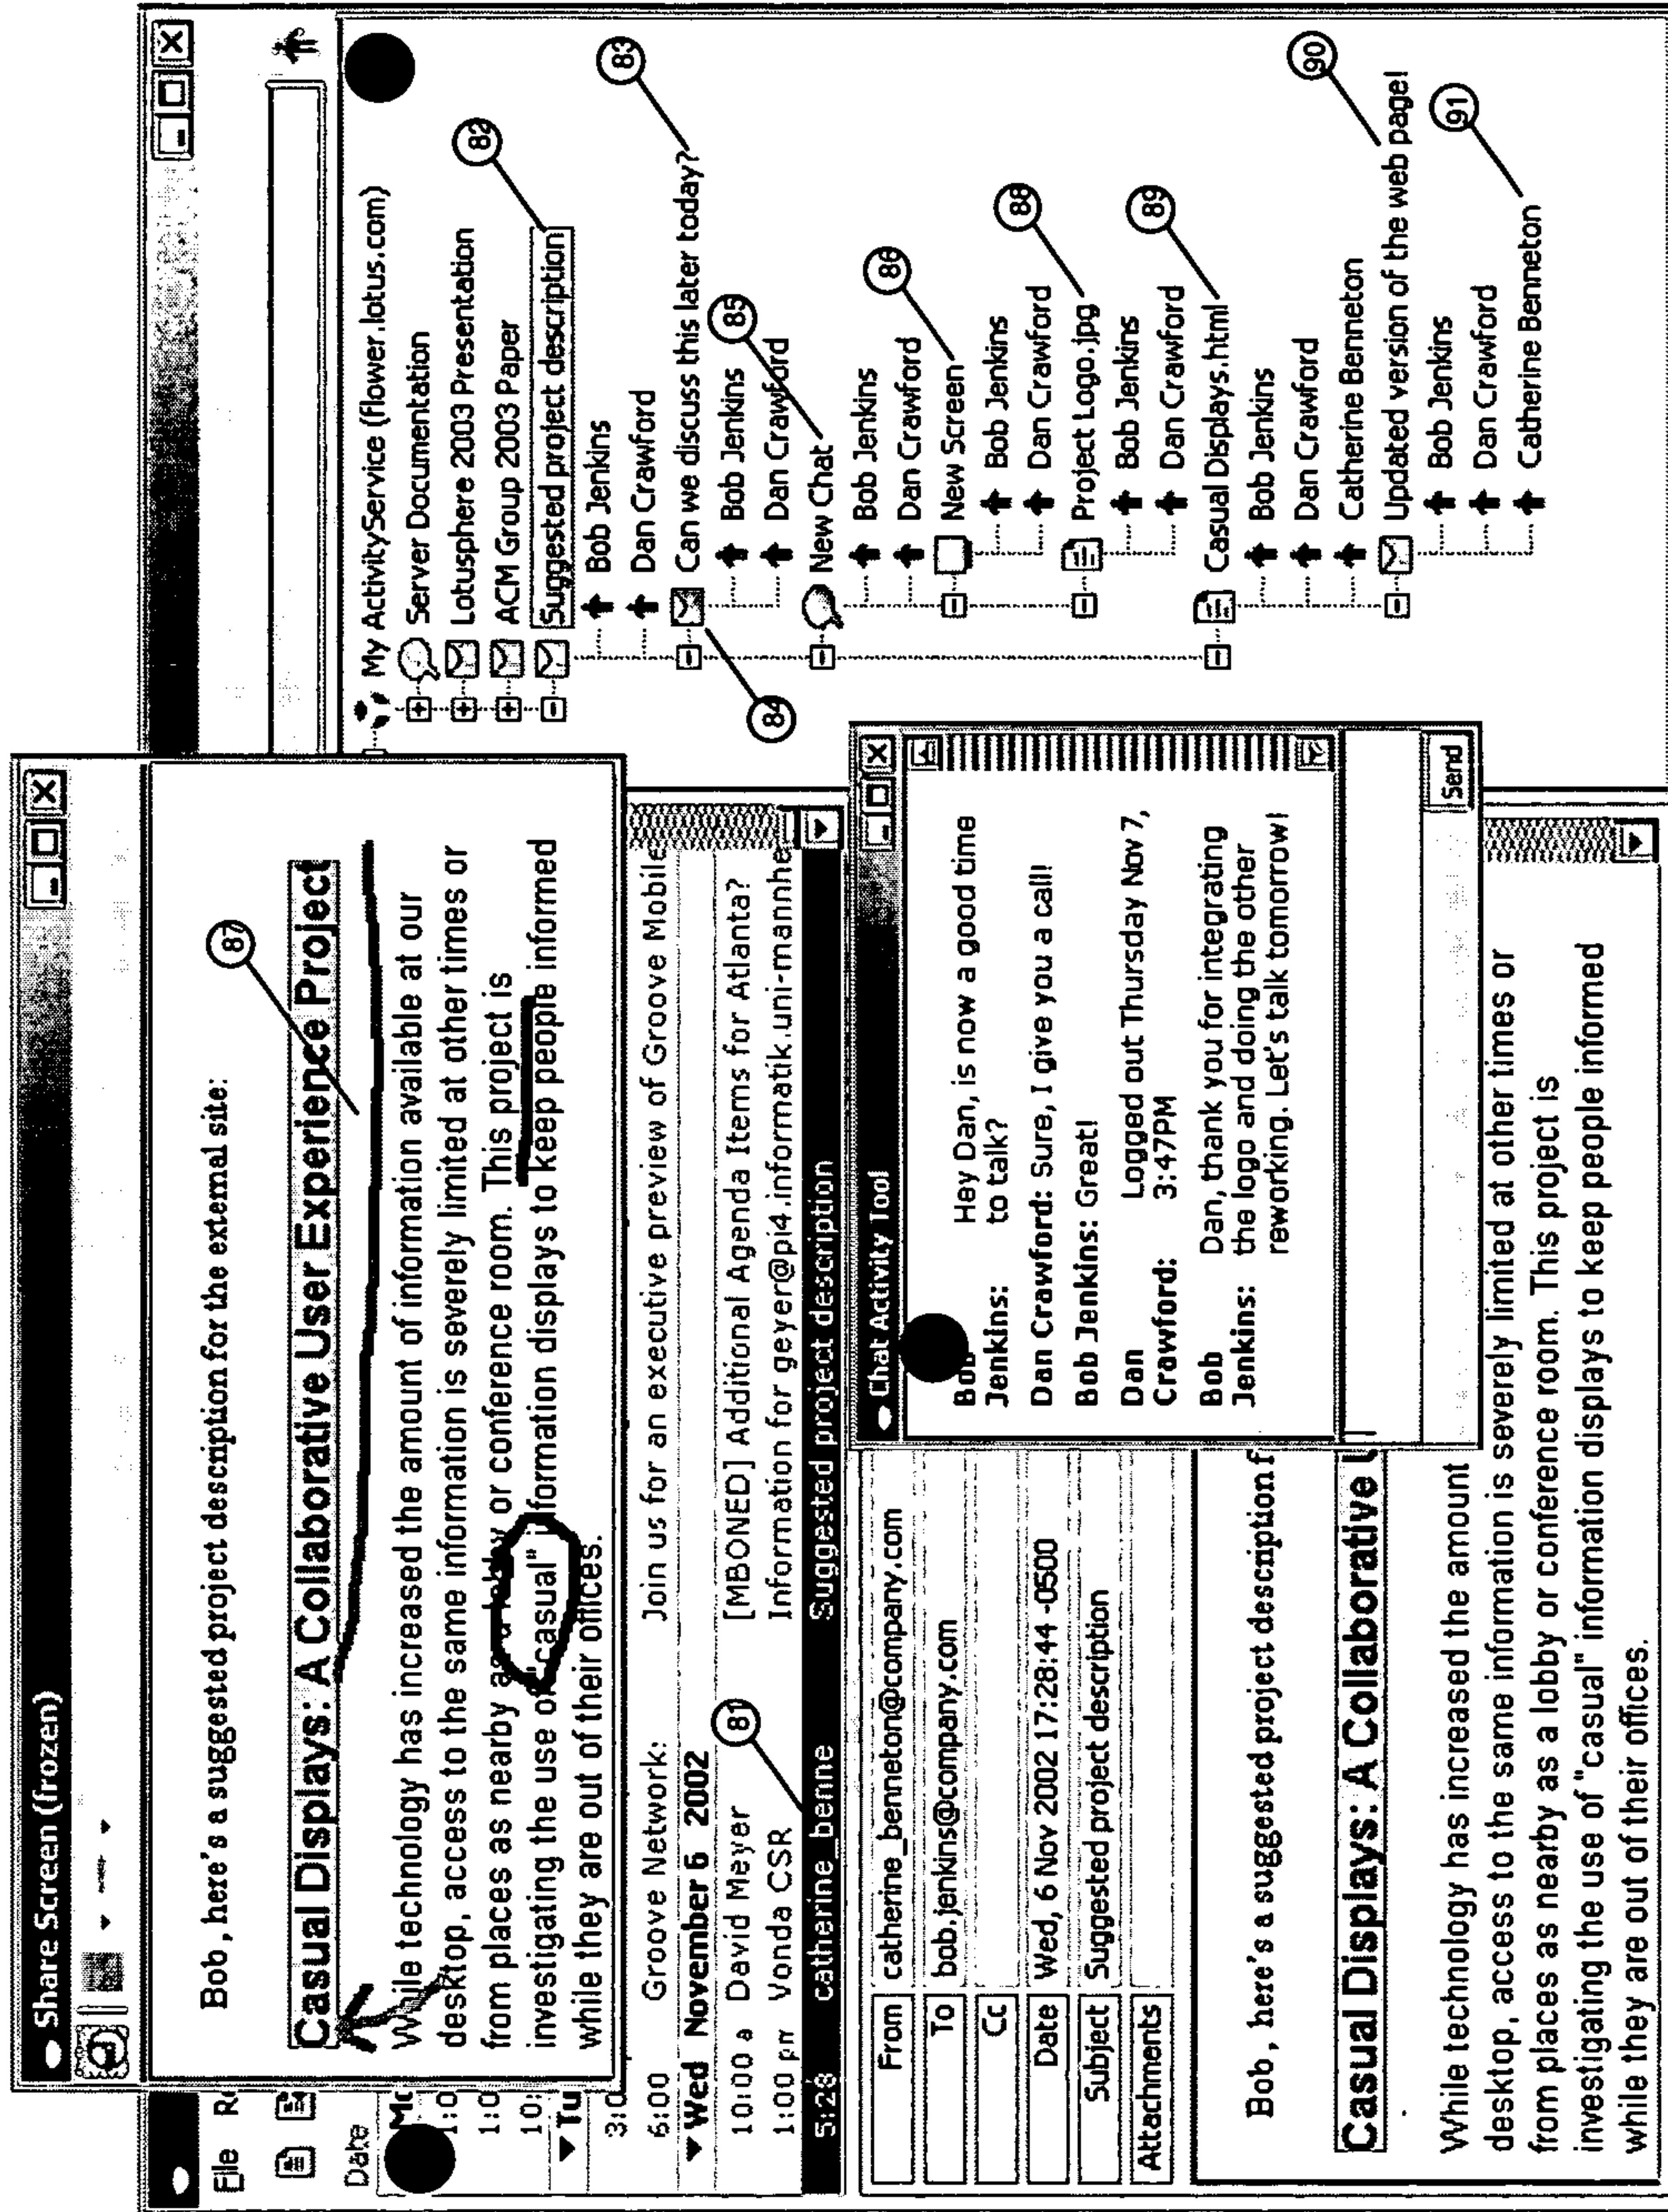 Share Screen (frozen)
Bob, here's a suggested project description for the external site:
87
Casual Displays: A Collaborative User Experience Project
While technology has increased the amount of information available at our
desktop, access to the same information is severely limited at other times or
from places as nearby as a lobby or conference room. This project is
investigating the use of "casual" information displays to keep people informed
while they are out of their offices.
File
Date
6:00 Groove Network: Join us for an executive preview of Groove Mobile
Wed November 6 2002
10:00 a David Meyer [MBONED] Additional Agenda Items for Atlanta?
1:00 pm Vonda CSR Information for geyer@pi4.informatik.uni-mannhe
81
5:28 catherine_benne Suggested project description
From catherine_benneton@company.com
To bob.jenkins@company.com
Cc
Date Wed, 6 Nov 2002 17:28:44 -0500
Subject Suggested project description
Attachments
Bob, here's a suggested project description f
Casual Displays: A Collaborative
While technology has increased the amount
desktop, access to the same information is severely limited at other times or
from places as nearby as a lobby or conference room. This project is
investigating the use of "casual" information displays to keep people informed
while they are out of their offices.
Chat Activity Tool
Bob Jenkins: Hey Dan, is now a good time
to talk?
Dan Crawford: Sure, I give you a call!
Bob Jenkins: Great!
Dan Crawford: Logged out Thursday Nov 7,
3:47PM
Bob Jenkins: Dan, thank you for integrating
the logo and doing the other
reworking. Let's talk tomorrow!
Send
My ActivityService (flower.lotus.com)
Server Documentation
Lotusphere 2003 Presentation
ACM Group 2003 Paper
82
Suggested project description
Bob Jenkins
Dan Crawford
83
84
Can we discuss this later today?
Bob Jenkins
Dan Crawford
85
New Chat
Bob Jenkins
Dan Crawford
86
New Screen
Bob Jenkins
Dan Crawford
88
Project Logo.jpg
Bob Jenkins
Dan Crawford
89
Casual Displays.html
Bob Jenkins
Dan Crawford
Catherine Benneton
90
Updated version of the web page!
Bob Jenkins
Dan Crawford
91
Catherine Benneton